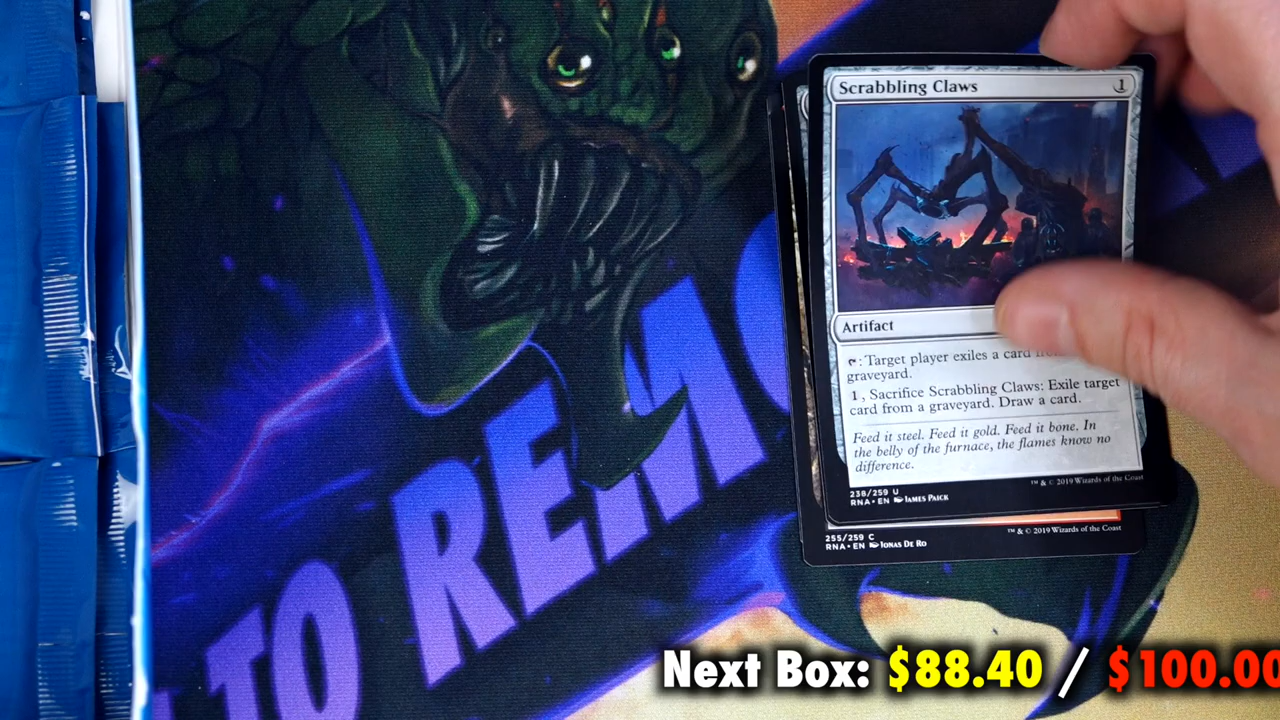 Scrabbling Claws 1
Artifact
: Target player exiles a card from
graveyard.
1, Sacrifice Scrabbling Claws: Exile target
card from a graveyard. Draw a card.
Feed it steel. Feed it gold. Feed it bone. In
the belly of the furnace, the flames know no
difference.
238/259 U
RNA • EN JAMES PAICK
™ & © 2019 Wizards of the Coast
255/259 C
RNA • EN JONAS DE RO
™ & © 2019 Wizards of the Coast
TO REMO
Next Box: $88.40 / $100.00